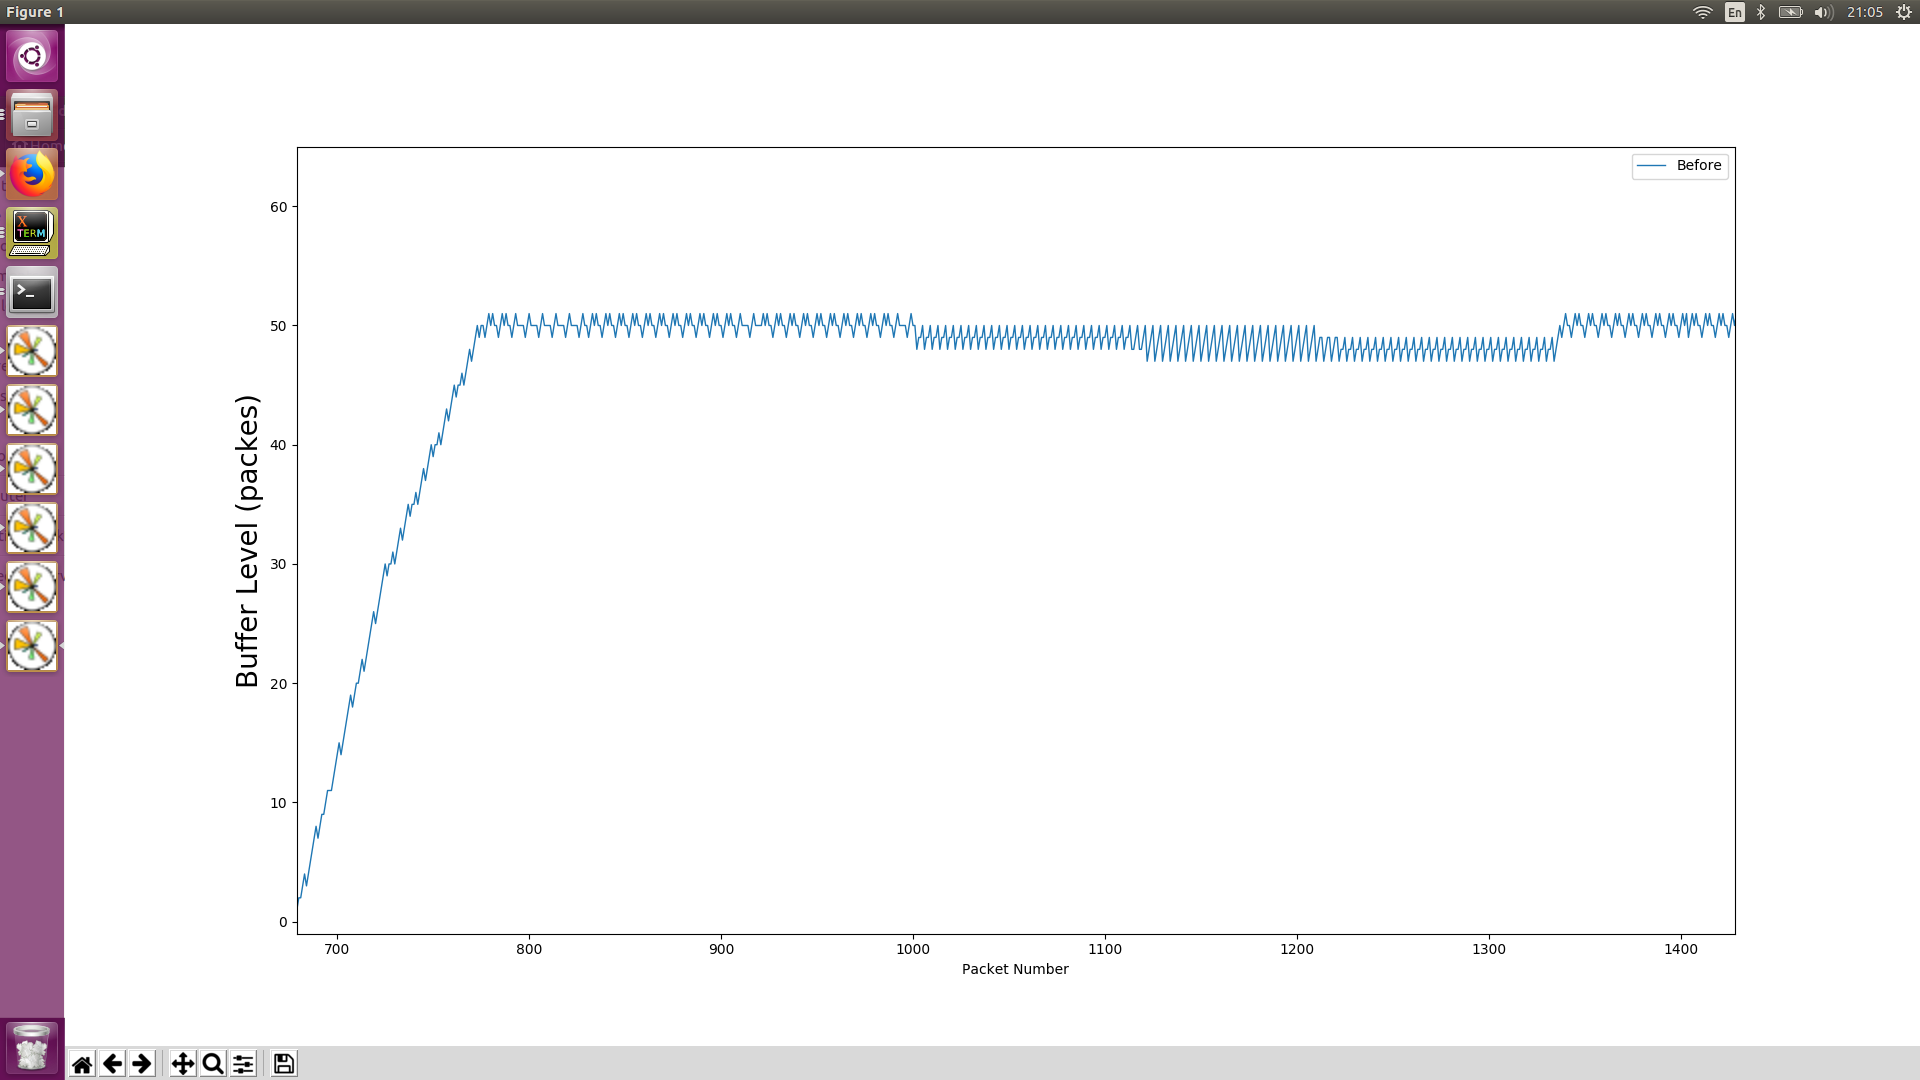 Figure 1
En
21:05
Before
60
50
40
30
20
10
0
Buffer Level (packes)
700 800 900 1000 1100 1200 1300 1400
Packet Number
X
TERM
>_